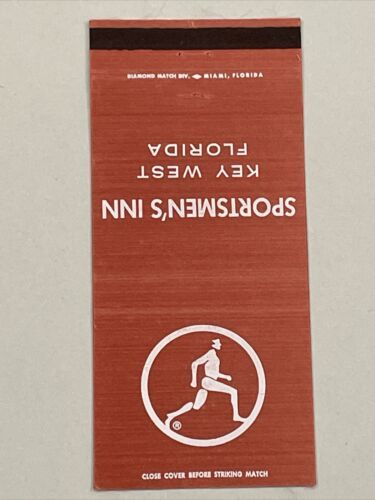 DIAMOND MATCH DIV. MIAMI, FLORIDA
SPORTSMEN'S INN
KEY WEST
FLORIDA
®
CLOSE COVER BEFORE STRIKING MATCH